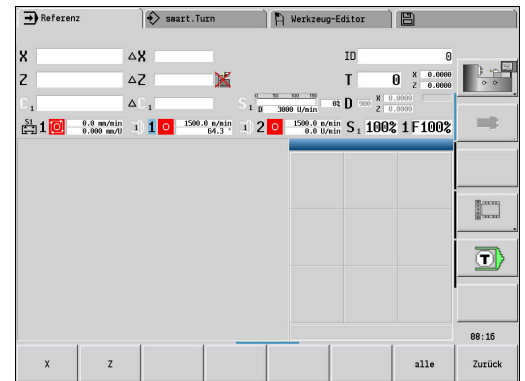 Referenz smart.Turn Werkzeug-Editor
X ΔX ID 0
Z ΔZ T 0 X 0.0000 Z 0.0000
C1 ΔC1 S1 0 50 100 150 0% D 3000 U/min D 900 X 0.0000 Z 0.0000
SL 1 0.0 mm/min 0.000 mm/U 1) 1 1500.0 m/min 64.3 ° 1) 2 1500.0 m/min 0.0 U/min S1 100% 1 F100%
SL
T
08:16
X Z alle Zurück